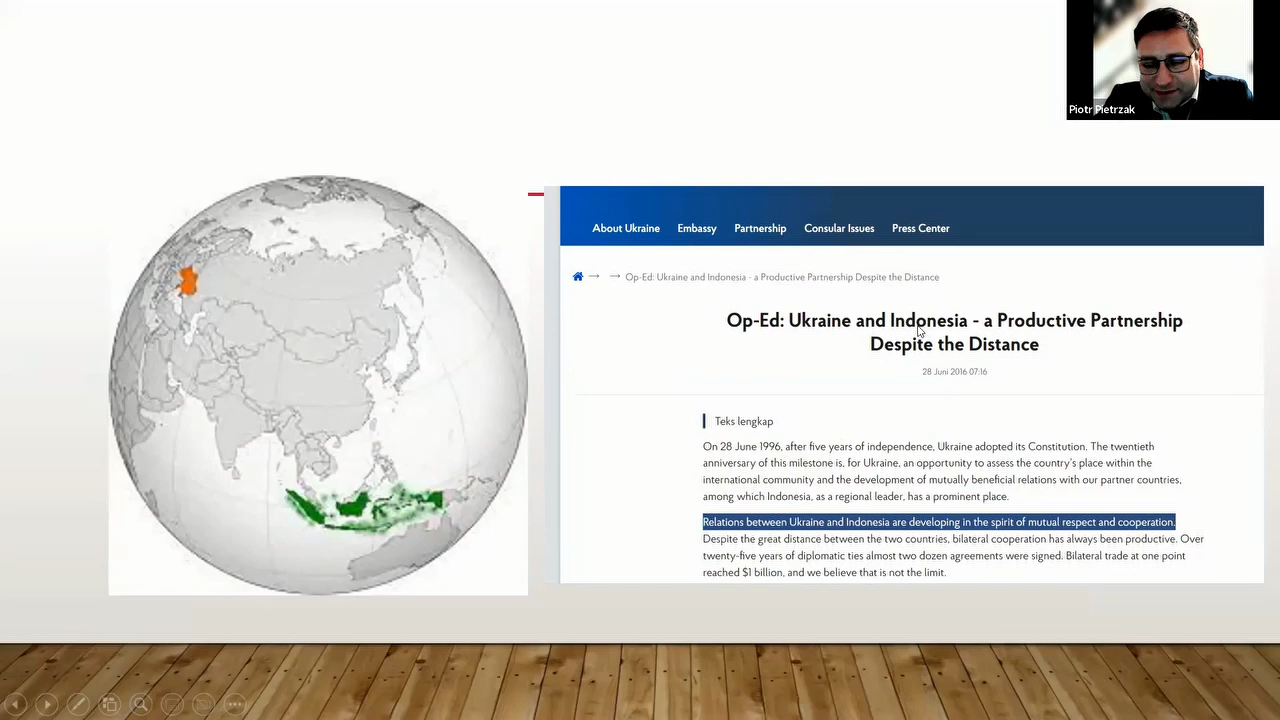 Piotr Pietrzak
About Ukraine Embassy Partnership Consular Issues Press Center
Op-Ed: Ukraine and Indonesia - a Productive Partnership Despite the Distance
Op-Ed: Ukraine and Indonesia - a Productive Partnership
Despite the Distance
28 Juni 2016 07:16
Teks lengkap
On 28 June 1996, after five years of independence, Ukraine adopted its Constitution. The twentieth
anniversary of this milestone is, for Ukraine, an opportunity to assess the country's place within the
international community and the development of mutually beneficial relations with our partner countries,
among which Indonesia, as a regional leader, has a prominent place.
Relations between Ukraine and Indonesia are developing in the spirit of mutual respect and cooperation.
Despite the great distance between the two countries, bilateral cooperation has always been productive. Over
twenty-five years of diplomatic ties almost two dozen agreements were signed. Bilateral trade at one point
reached $1 billion, and we believe that is not the limit.